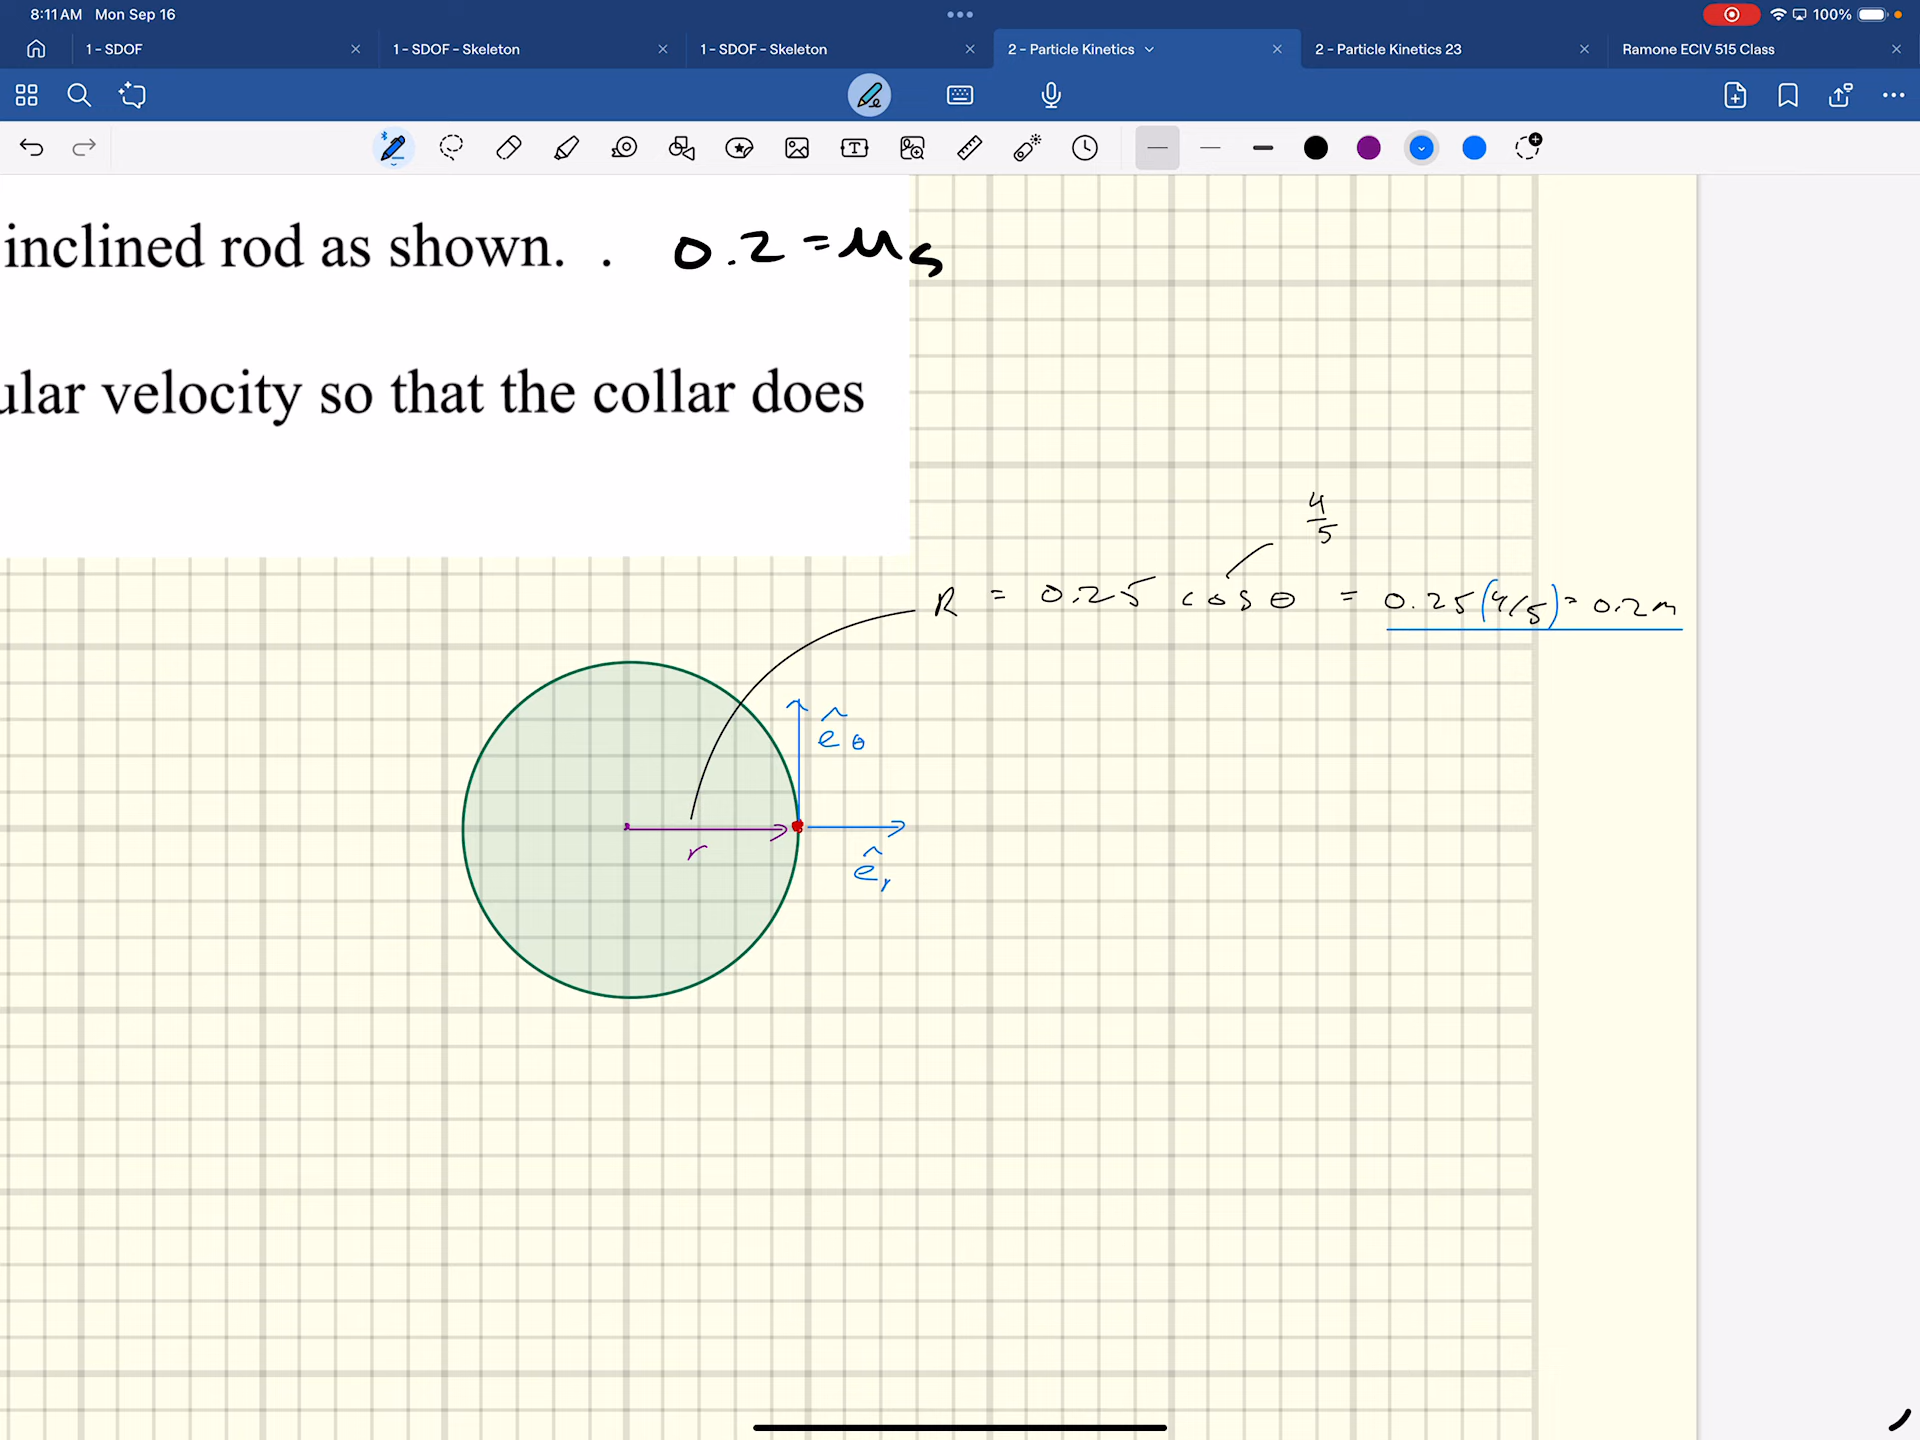 8:11 AM Mon Sep 16
100%
1 - SDOF
1 - SDOF - Skeleton
1 - SDOF - Skeleton
2 - Particle Kinetics
2 - Particle Kinetics 23
Ramone ECIV 515 Class
inclined rod as shown. . 0.2 = μs
ular velocity so that the collar does
4/5
R = 0.25 cos θ = 0.25(4/5) = 0.2m
ê θ
r
ê r